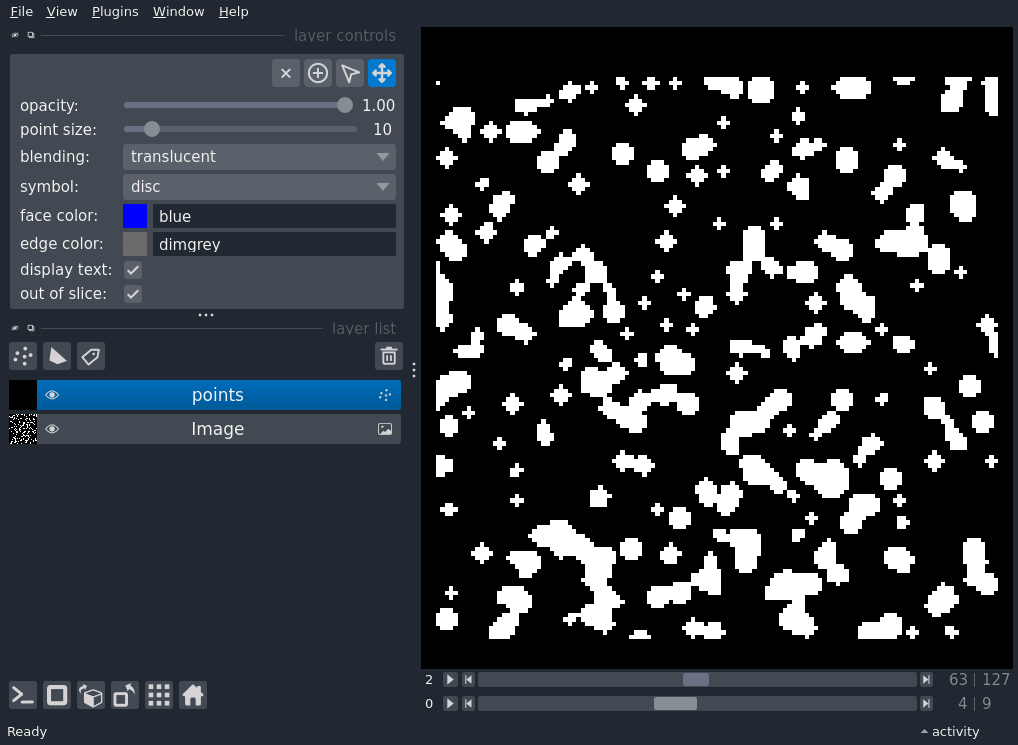 File View Plugins Window Help
layer controls
opacity: 1.00
point size: 10
blending: translucent
symbol: disc
face color: blue
edge color: dimgrey
display text:
out of slice:
layer list
points
Image
2 63 | 127
0 4 | 9
Ready activity